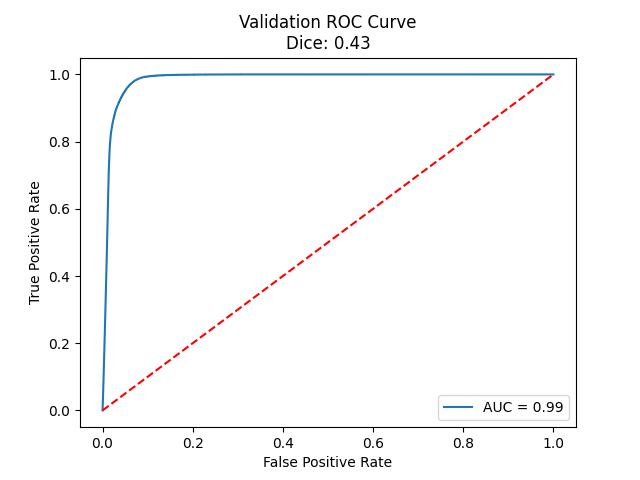 Validation ROC Curve
Dice: 0.43
True Positive Rate
1.0
0.8
0.6
0.4
0.2
0.0
AUC = 0.99
0.0 0.2 0.4 0.6 0.8 1.0
False Positive Rate